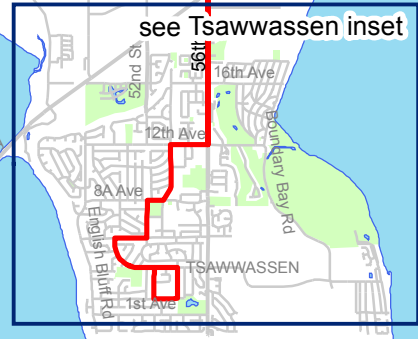 see Tsawwassen inset
56th
52nd St
16th Ave
12th Ave
Boundary Bay Rd
8A Ave
English Bluff Rd
TSAWWASSEN
1st Ave